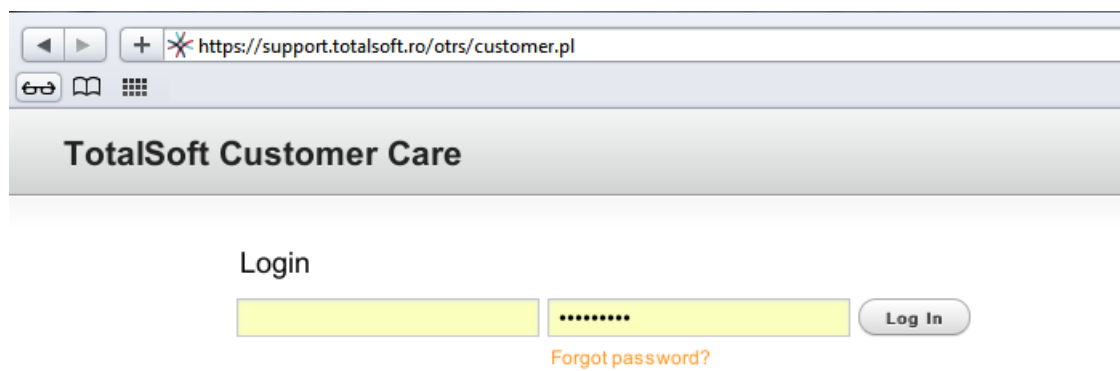 https://support.totalsoft.ro/otrs/customer.pl
TotalSoft Customer Care
Login
••••••••• Log In
Forgot password?